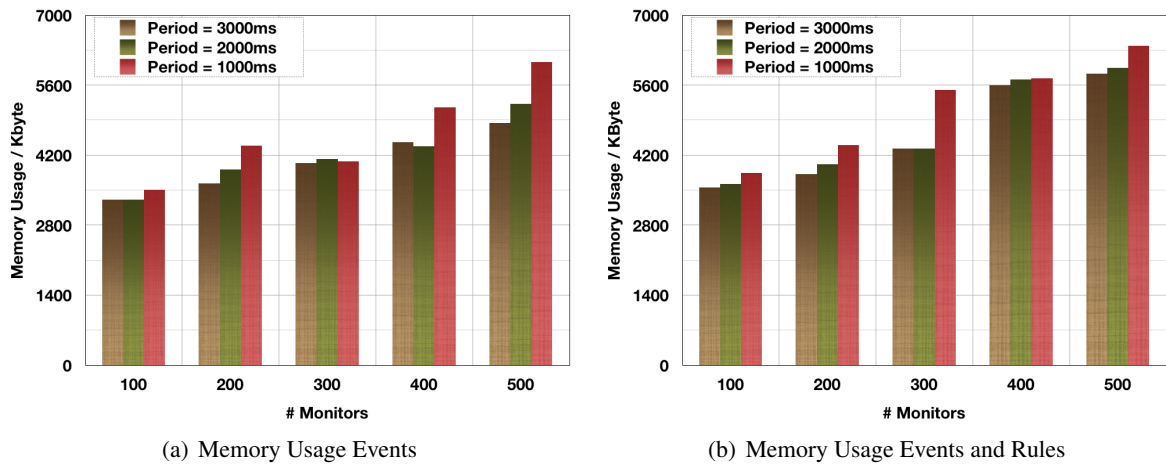 7000
5600
4200
2800
1400
0
Memory Usage / Kbyte
Period = 3000ms
Period = 2000ms
Period = 1000ms
100 200 300 400 500
# Monitors
(a) Memory Usage Events
7000
5600
4200
2800
1400
0
Memory Usage / KByte
Period = 3000ms
Period = 2000ms
Period = 1000ms
100 200 300 400 500
# Monitors
(b) Memory Usage Events and Rules